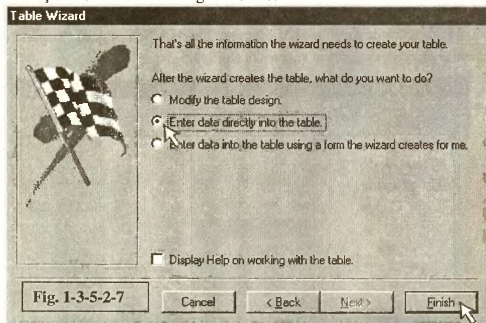 Table Wizard
That's all the information the wizard needs to create your table.
After the wizard creates the table, what do you want to do?
Modify the table design.
Enter data directly into the table.
Enter data into the table using a form the wizard creates for me.
Display Help on working with the table.
Fig. 1-3-5-2-7
Cancel
< Back
Next >
Finish